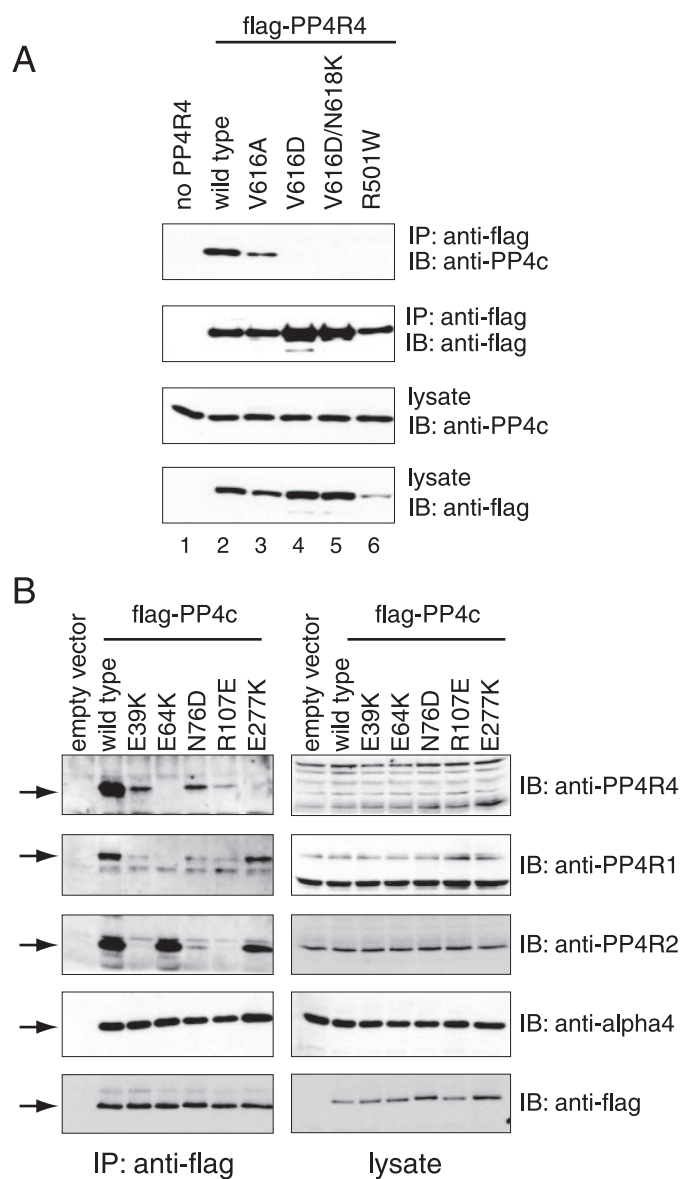 A
flag-PP4R4
no PP4R4
wild type
V616A
V616D
V616D/N618K
R501W
IP: anti-flag
IB: anti-PP4c
IP: anti-flag
IB: anti-flag
lysate
IB: anti-PP4c
lysate
IB: anti-flag
1 2 3 4 5 6
B
flag-PP4c
flag-PP4c
empty vector
wild type
E39K
E64K
N76D
R107E
E277K
empty vector
wild type
E39K
E64K
N76D
R107E
E277K
IB: anti-PP4R4
IB: anti-PP4R1
IB: anti-PP4R2
IB: anti-alpha4
IB: anti-flag
IP: anti-flag
lysate